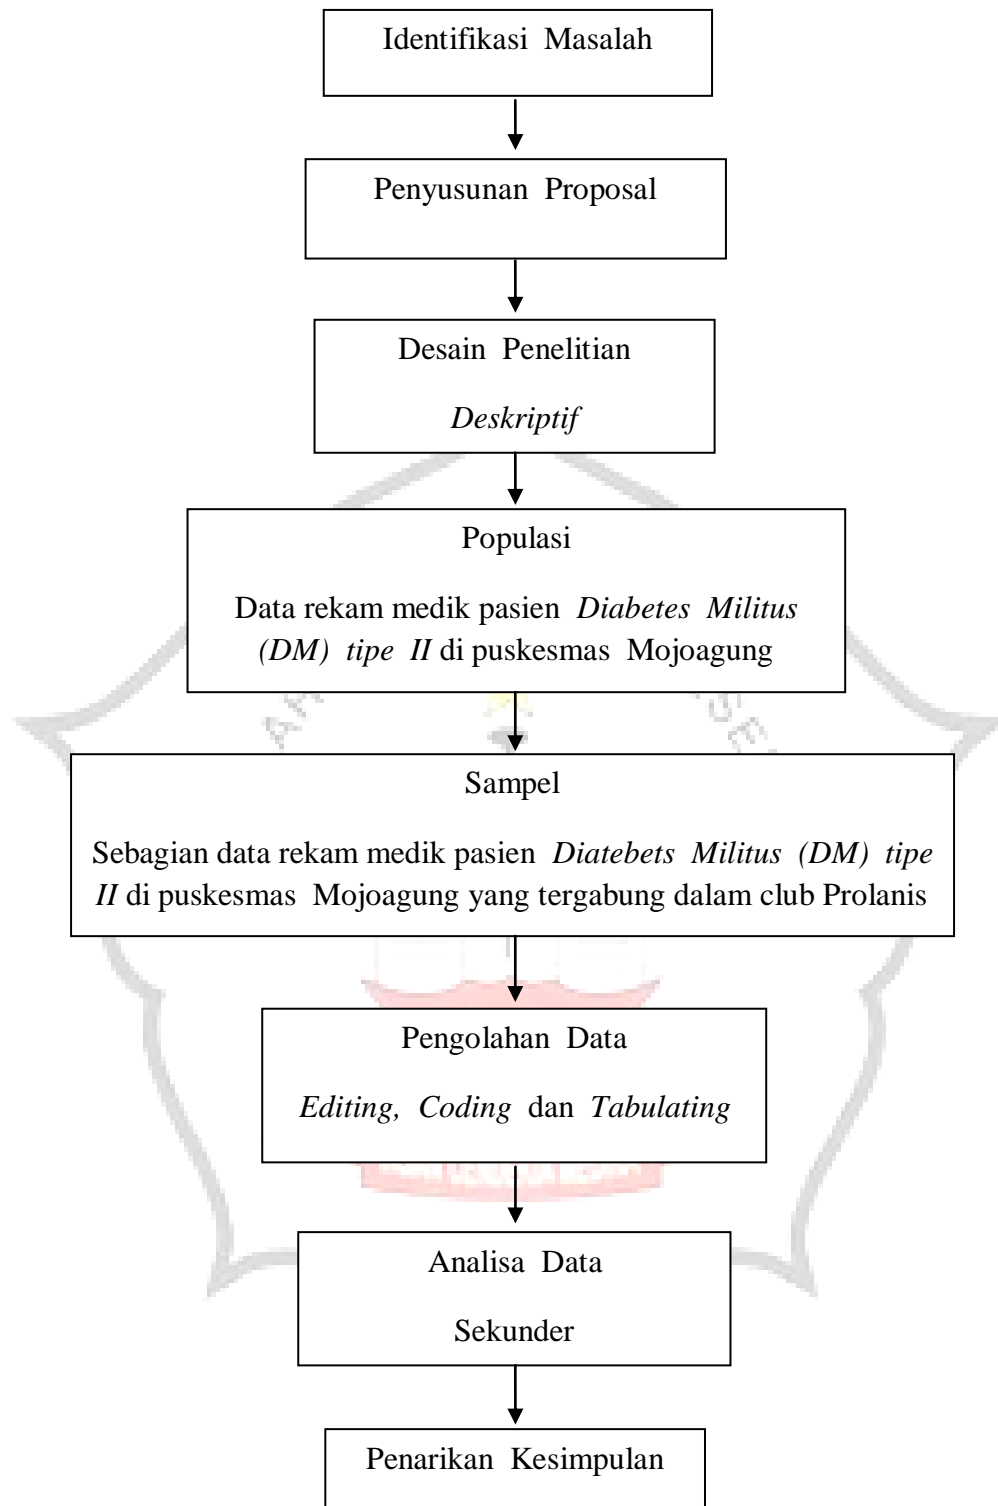 Identifikasi Masalah
Penyusunan Proposal
Desain Penelitian
Deskriptif
Populasi
Data rekam medik pasien Diabetes Militus
(DM) tipe II di puskesmas Mojoagung
Sampel
Sebagian data rekam medik pasien Diatebets Militus (DM) tipe
II di puskesmas Mojoagung yang tergabung dalam club Prolanis
Pengolahan Data
Editing, Coding dan Tabulating
Analisa Data
Sekunder
Penarikan Kesimpulan